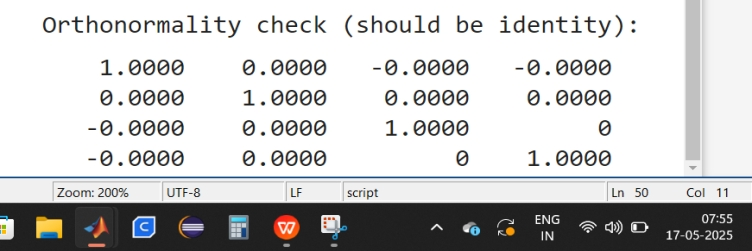 Orthonormality check (should be identity):
1.0000 0.0000 -0.0000 -0.0000
0.0000 1.0000 0.0000 0.0000
-0.0000 0.0000 1.0000 0
-0.0000 0.0000 0 1.0000
Zoom: 200% UTF-8 LF script Ln 50 Col 11
ENG 07:55
IN 17-05-2025